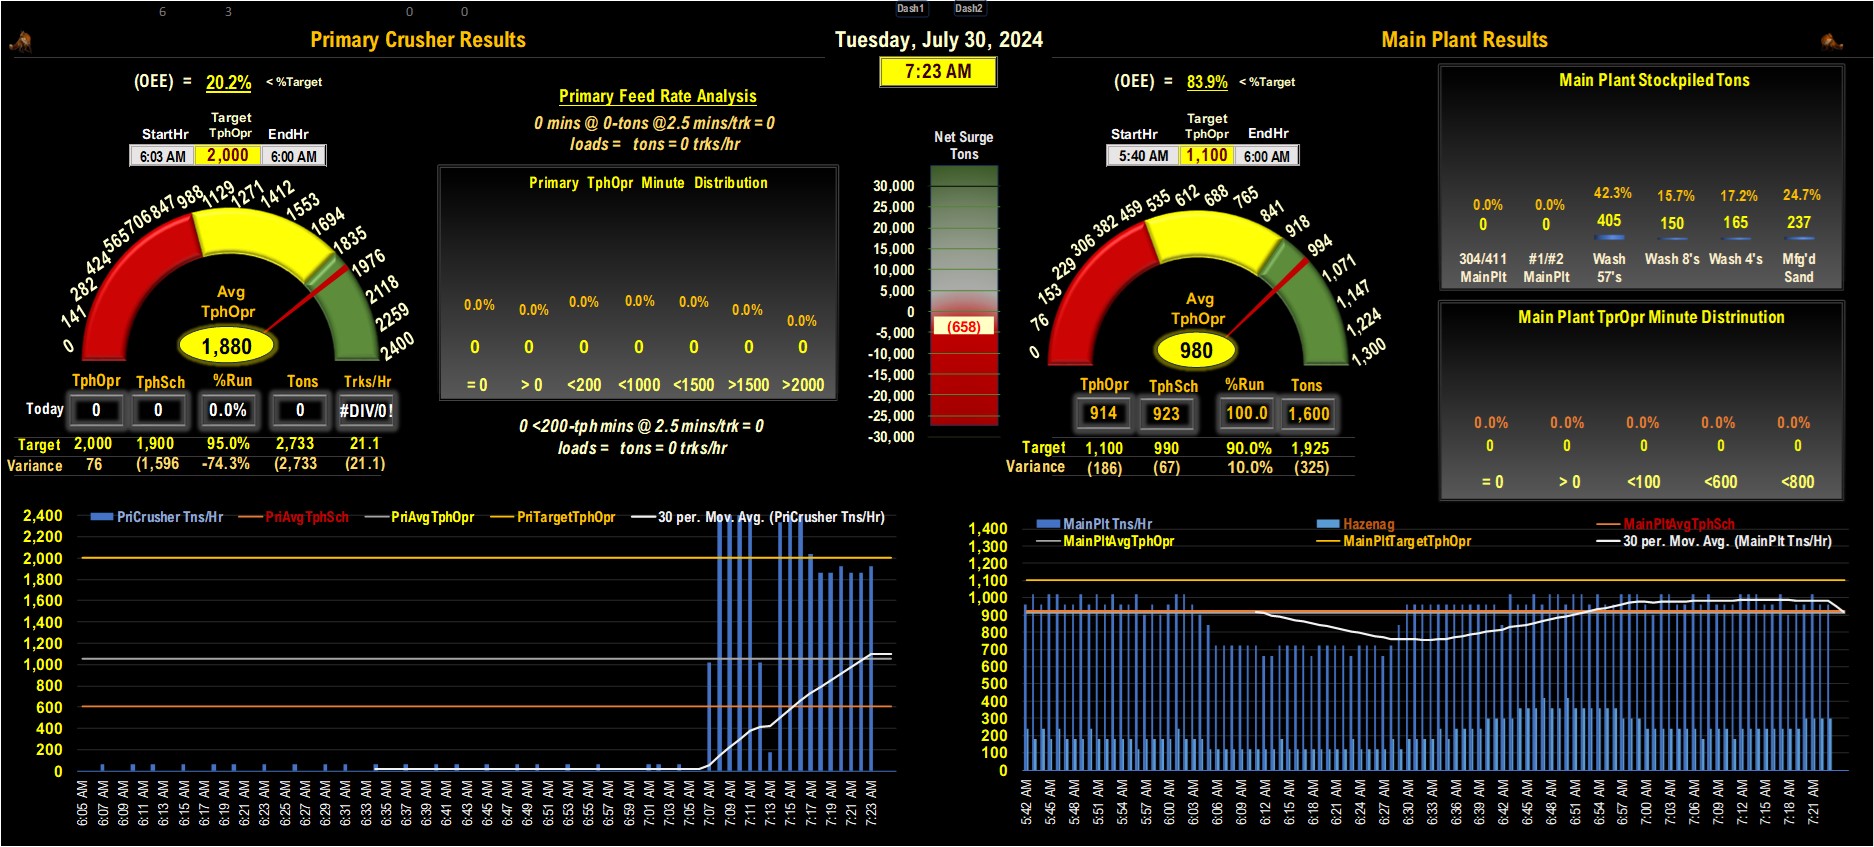 6 3 0 0 Dash1 Dash2
Primary Crusher Results
Tuesday, July 30, 2024
Main Plant Results
7:23 AM
(OEE) = 20.2% < %Target
Target
StartHr TphOpr EndHr
6:03 AM 2,000 6:00 AM
0 141 282 424 565 706 847 988 1129 1271 1412 1553 1694 1835 1976 2118 2259 2400
Avg
TphOpr
1,880
TphOpr TphSch %Run Tons Trks/Hr
Today 0 0 0.0% 0 #DIV/0!
Target 2,000 1,900 95.0% 2,733 21.1
Variance 76 (1,596 -74.3% (2,733 (21.1)
Primary Feed Rate Analysis
0 mins @ 0-tons @2.5 mins/trk = 0
loads = tons = 0 trks/hr
Primary TphOpr Minute Distribution
0.0% 0.0% 0.0% 0.0% 0.0% 0.0% 0.0%
0 0 0 0 0 0 0
= 0 > 0 <200 <1000 <1500 >1500 >2000
0 <200-tph mins @ 2.5 mins/trk = 0
loads = tons = 0 trks/hr
Net Surge
Tons
30,000
25,000
20,000
15,000
10,000
5,000
0
-5,000
-10,000
-15,000
-20,000
-25,000
-30,000
(658)
(OEE) = 83.9% < %Target
Target
StartHr TphOpr EndHr
5:40 AM 1,100 6:00 AM
0 76 153 229 306 382 459 535 612 688 765 841 918 994 1,071 1,147 1,224 1,300
Avg
TphOpr
980
TphOpr TphSch %Run Tons
914 923 100.0 1,600
Target 1,100 990 90.0% 1,925
Variance (186) (67) 10.0% (325)
Main Plant Stockpiled Tons
0.0% 0.0% 42.3% 15.7% 17.2% 24.7%
0 0 405 150 165 237
304/411 #1/#2 Wash Wash 8's Wash 4's Mfg'd
MainPlt MainPlt 57's Sand
Main Plant TprOpr Minute Distrinution
0.0% 0.0% 0.0% 0.0% 0.0%
0 0 0 0 0
= 0 > 0 <100 <600 <800
PriCrusher Tns/Hr PriAvgTphSch PriAvgTphOpr PriTargetTphOpr 30 per. Mov. Avg. (PriCrusher Tns/Hr)
2,400
2,200
2,000
1,800
1,600
1,400
1,200
1,000
800
600
400
200
0
6:05 AM 6:07 AM 6:09 AM 6:11 AM 6:13 AM 6:15 AM 6:17 AM 6:19 AM 6:21 AM 6:23 AM 6:25 AM 6:27 AM 6:29 AM 6:31 AM 6:33 AM 6:35 AM 6:37 AM 6:39 AM 6:41 AM 6:43 AM 6:45 AM 6:47 AM 6:49 AM 6:51 AM 6:53 AM 6:55 AM 6:57 AM 6:59 AM 7:01 AM 7:03 AM 7:05 AM 7:07 AM 7:09 AM 7:11 AM 7:13 AM 7:15 AM 7:17 AM 7:19 AM 7:21 AM 7:23 AM
MainPlt Tns/Hr Hazenag MainPltAvgTphSch
MainPltAvgTphOpr MainPltTargetTphOpr 30 per. Mov. Avg. (MainPlt Tns/Hr)
1,400
1,300
1,200
1,100
1,000
900
800
700
600
500
400
300
200
100
0
5:42 AM 5:45 AM 5:48 AM 5:51 AM 5:54 AM 5:57 AM 6:00 AM 6:03 AM 6:06 AM 6:09 AM 6:12 AM 6:15 AM 6:18 AM 6:21 AM 6:24 AM 6:27 AM 6:30 AM 6:33 AM 6:36 AM 6:39 AM 6:42 AM 6:45 AM 6:48 AM 6:51 AM 6:54 AM 6:57 AM 7:00 AM 7:03 AM 7:06 AM 7:09 AM 7:12 AM 7:15 AM 7:18 AM 7:21 AM